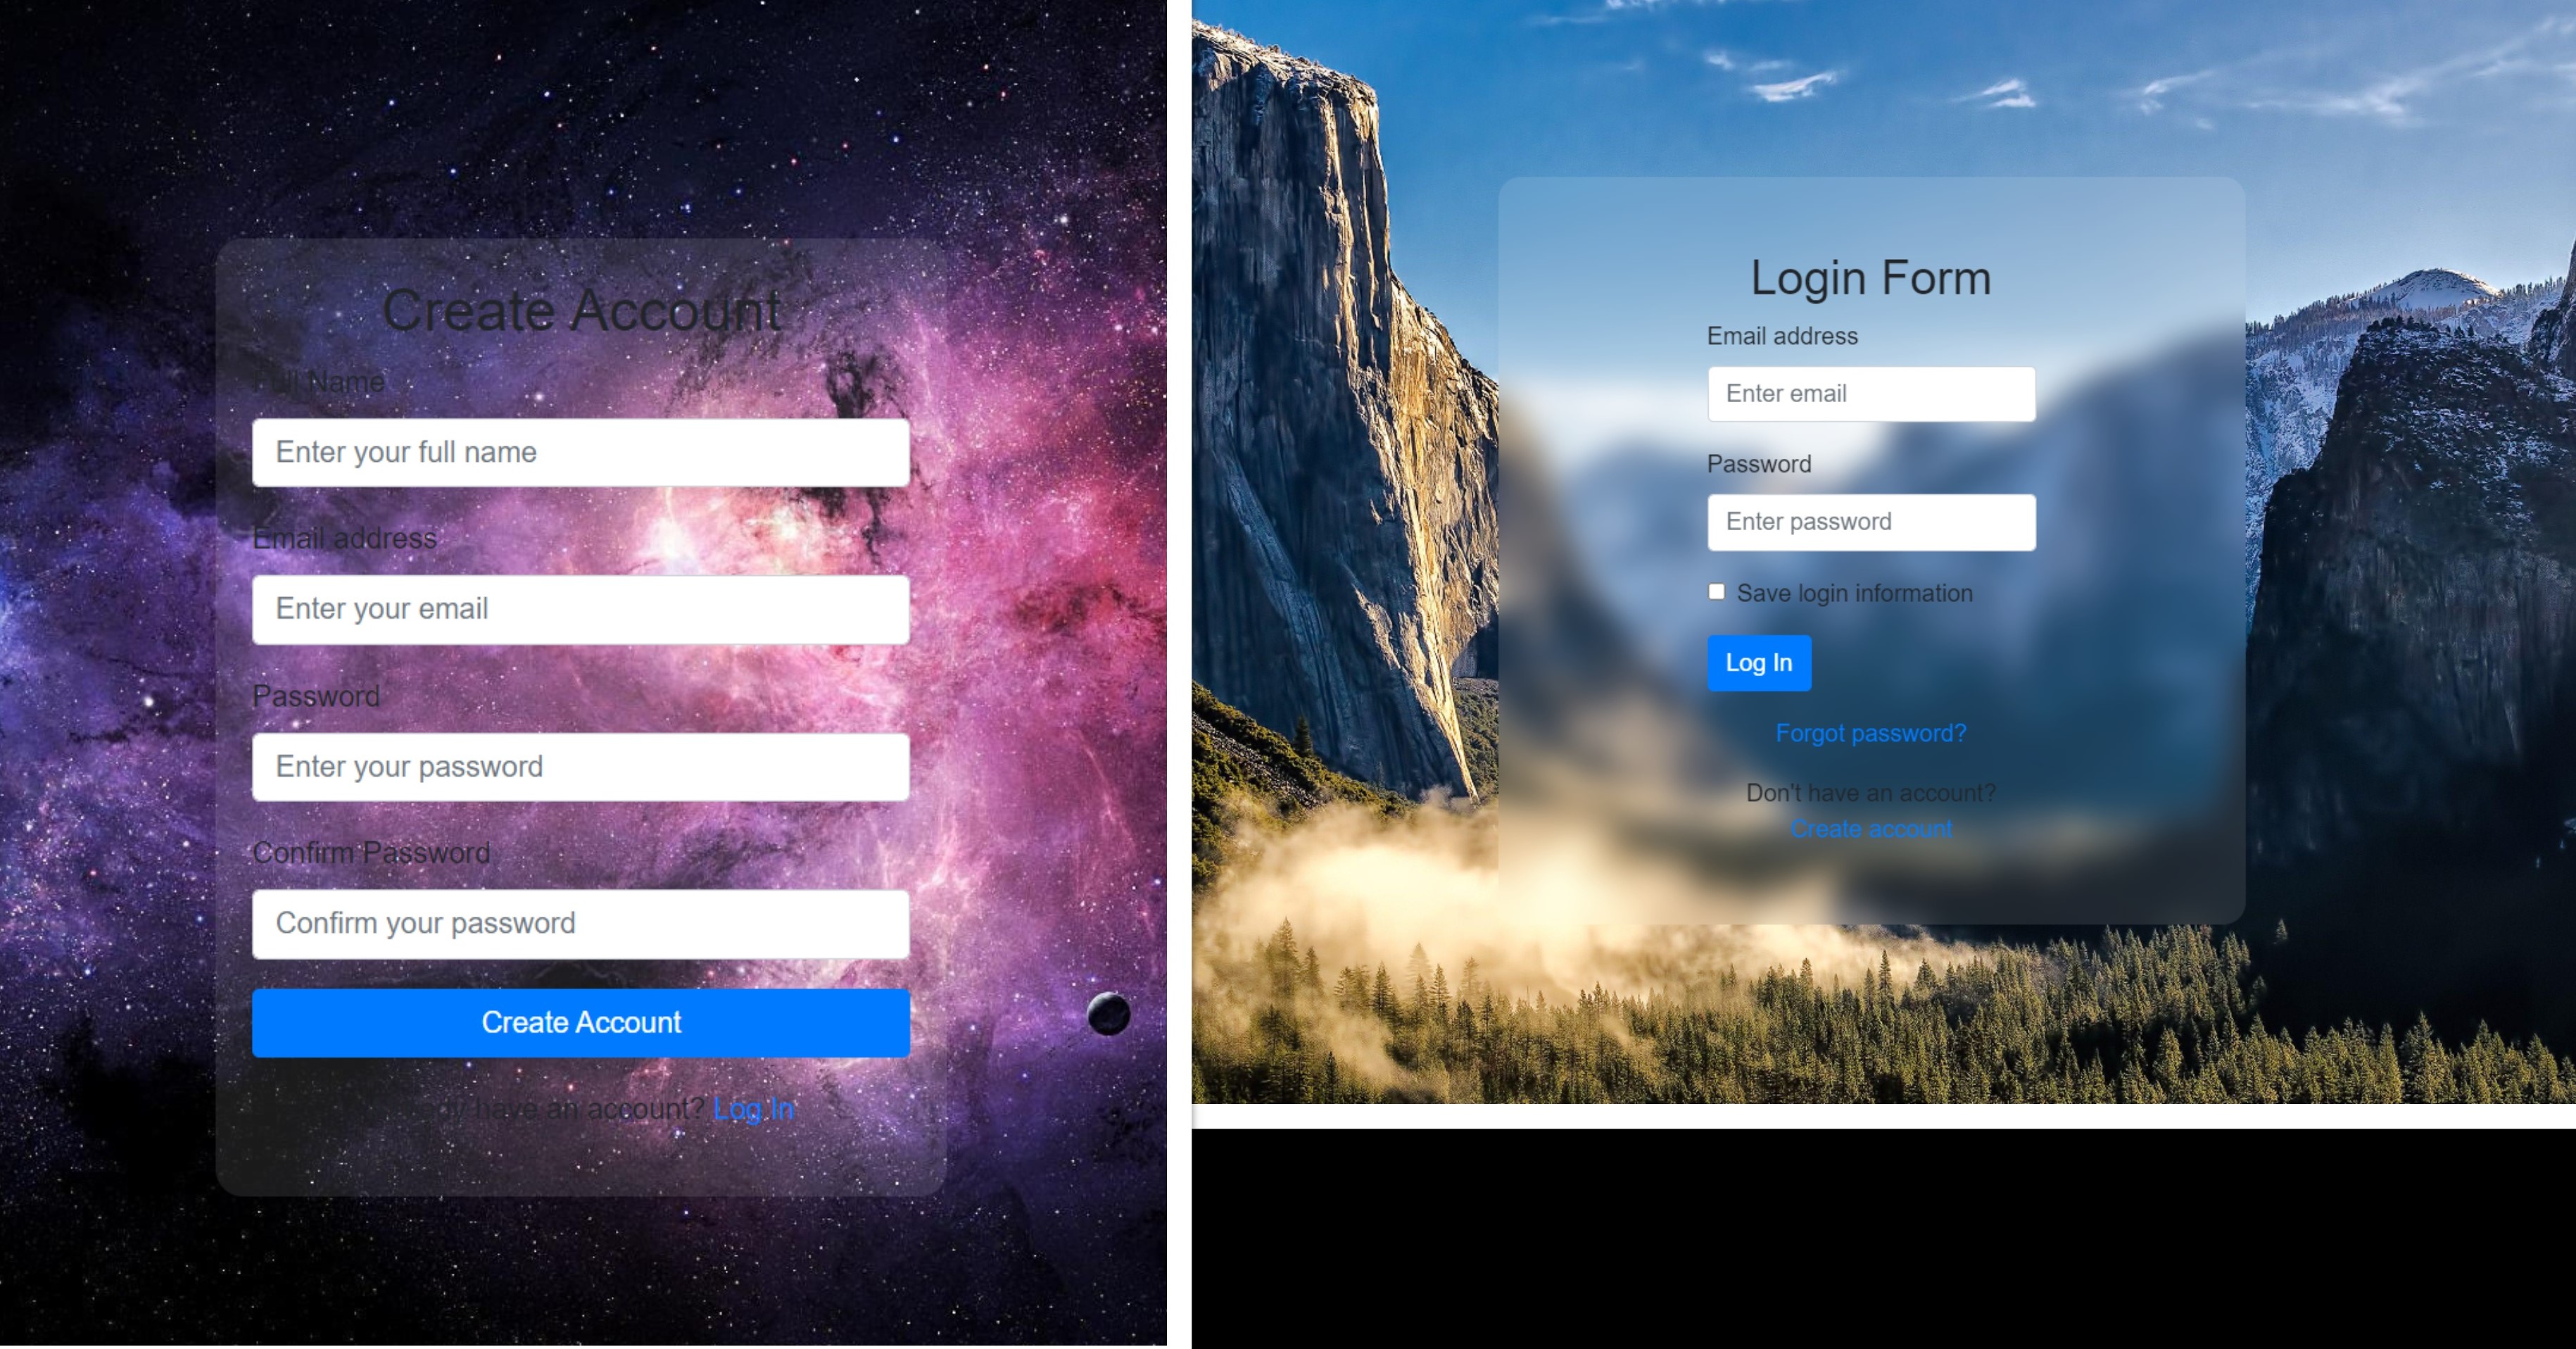 Create Account
Full Name
Enter your full name
Email address
Enter your email
Password
Enter your password
Confirm Password
Confirm your password
Create Account
have an account? Log In
Login Form
Email address
Enter email
Password
Enter password
Save login information
Log In
Forgot password?
Don't have an account?
Create account